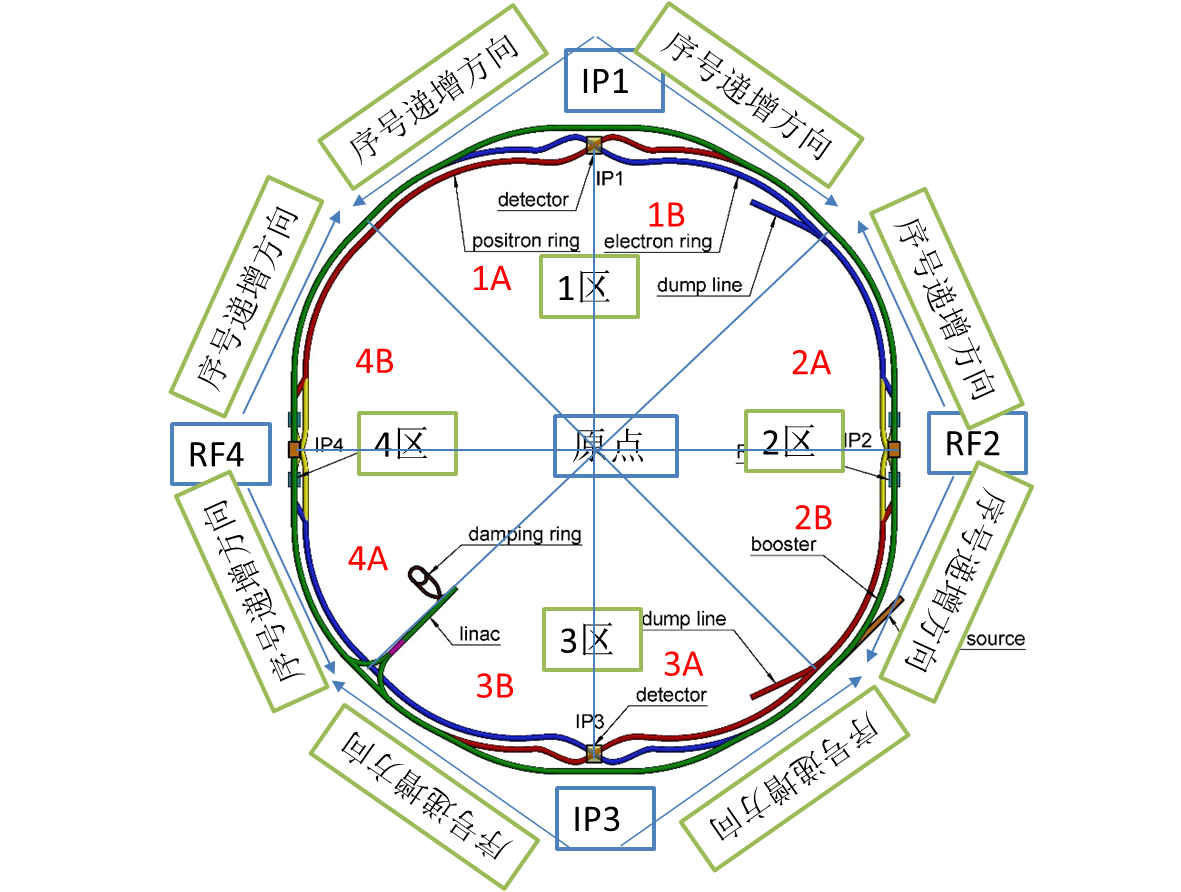 序号递增方向
IP1
序号递增方向
detector
IP1
positron ring
1B
electron ring
dump line
1A
1区
序号递增方向
序号递增方向
4B
2A
RF4
IP4
4区
原点
2区
IP2
RF2
序号递增方向
4A
damping ring
linac
2B
booster
序号递增方向
source
3区
dump line
3A
3B
detector
IP3
序号递增方向
IP3
序号递增方向